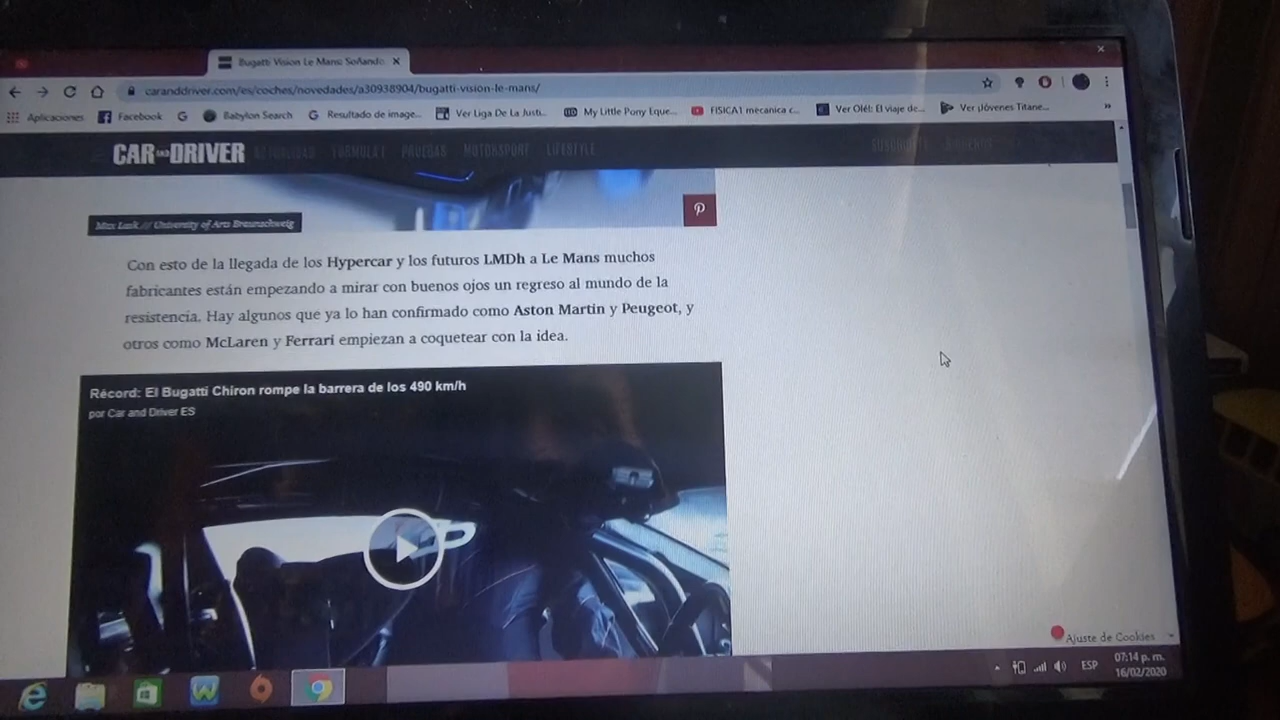 Bugatti Vision Le Mans: Soñando
caranddriver.com/es/coches/novedades/a30938904/bugatti-vision-le-mans/
Aplicaciones Facebook Babylon Search Resultado de image... Ver Liga De La Justi... My Little Pony Eque... FISICA1 mecanica c... Ver Olé!: El viaje de... Ver ¡Jóvenes Titane... »
CAR AND DRIVER FORMULA 1 PRUEBAS MOTORSPORT LIFESTYLE
University of Arts Braunschweig
Con esto de la llegada de los Hypercar y los futuros LMDh a Le Mans muchos
fabricantes están empezando a mirar con buenos ojos un regreso al mundo de la
resistencia. Hay algunos que ya lo han confirmado como Aston Martin y Peugeot, y
otros como McLaren y Ferrari empiezan a coquetear con la idea.
Récord: El Bugatti Chiron rompe la barrera de los 490 km/h
por Car and Driver ES
Ajuste de Cookies
ESP
07:14 p. m.
16/02/2020